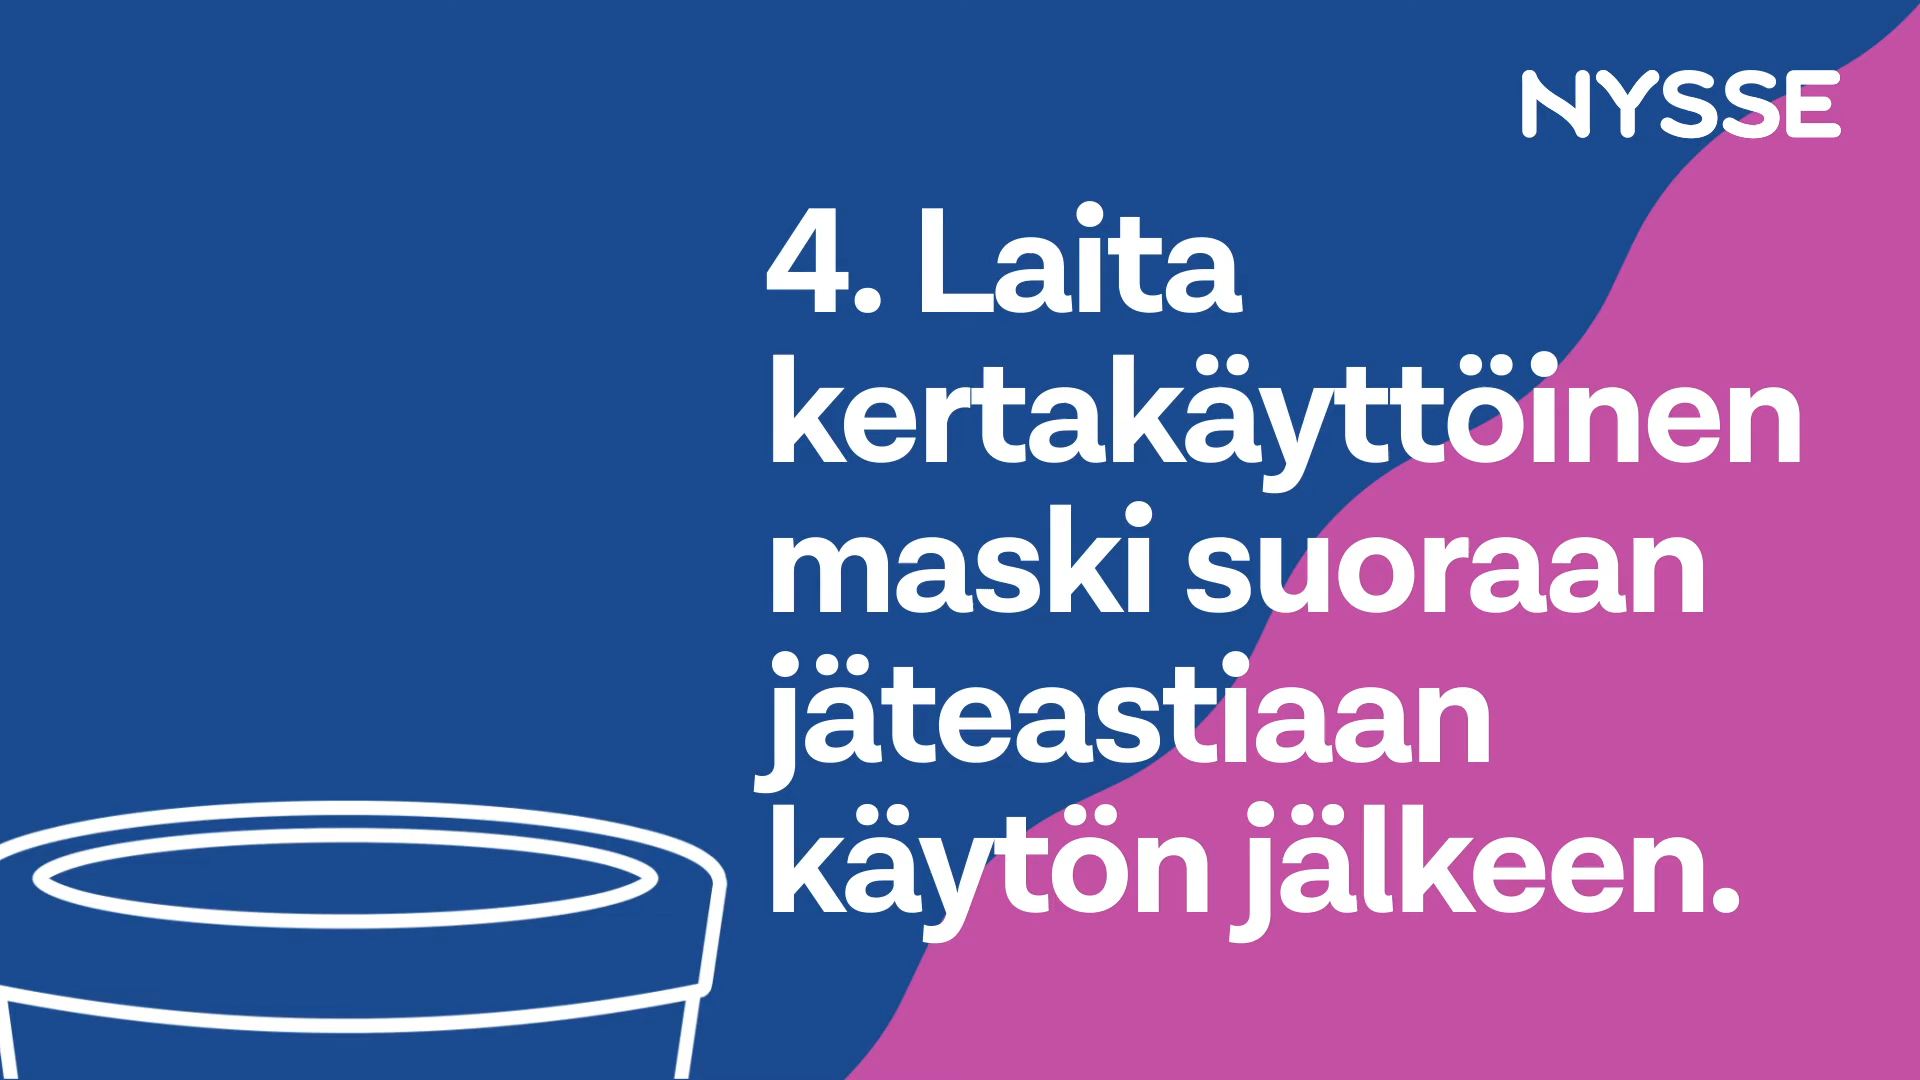 NYSSE
4. Laita
kertakäyttöinen
maski suoraan
jäteastiaan
käytön jälkeen.